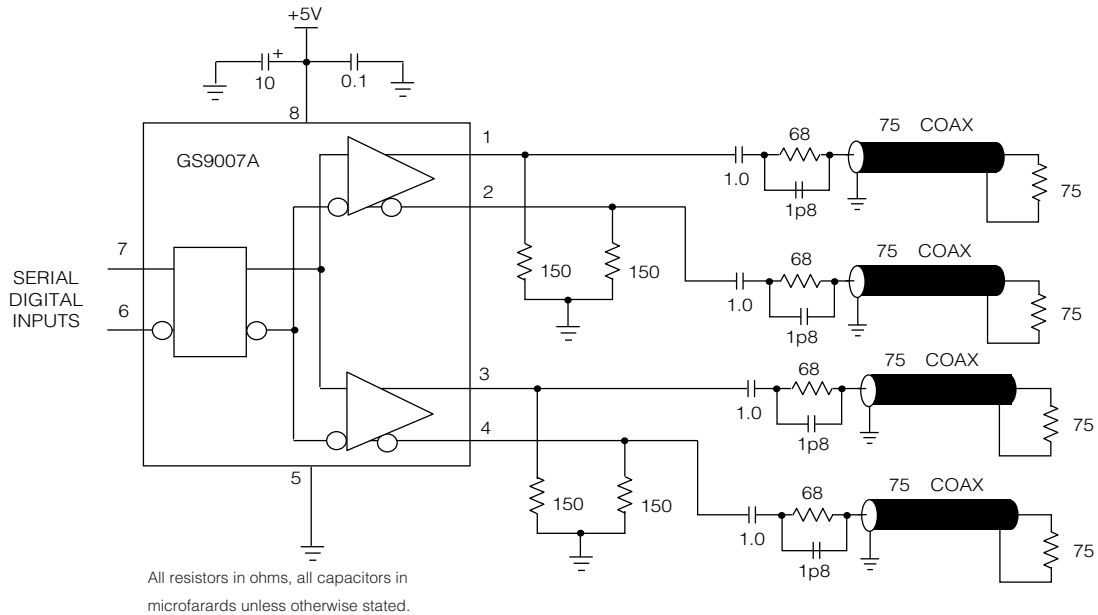 +5V
+
10
0.1
8
GS9007A
1
2
7
6
SERIAL
DIGITAL
INPUTS
3
4
5
150
150
150
150
1.0
68
1p8
75 COAX
75
1.0
68
1p8
75 COAX
75
1.0
68
1p8
75 COAX
75
1.0
68
1p8
75 COAX
75
All resistors in ohms, all capacitors in
microfarards unless otherwise stated.